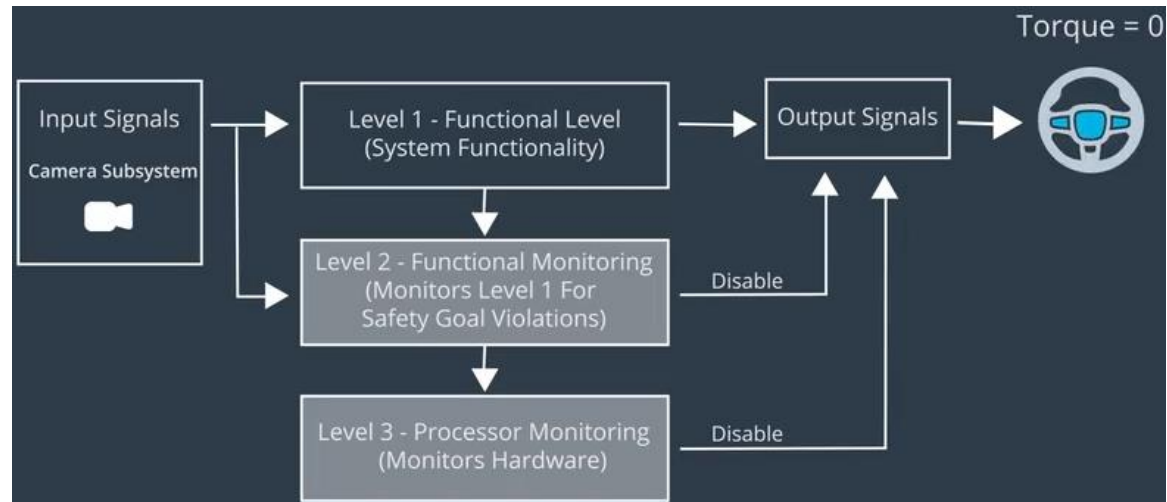 Torque = 0
Input Signals
Camera Subsystem
Level 1 - Functional Level
(System Functionality)
Output Signals
Level 2 - Functional Monitoring
(Monitors Level 1 For
Safety Goal Violations)
Disable
Level 3 - Processor Monitoring
(Monitors Hardware)
Disable